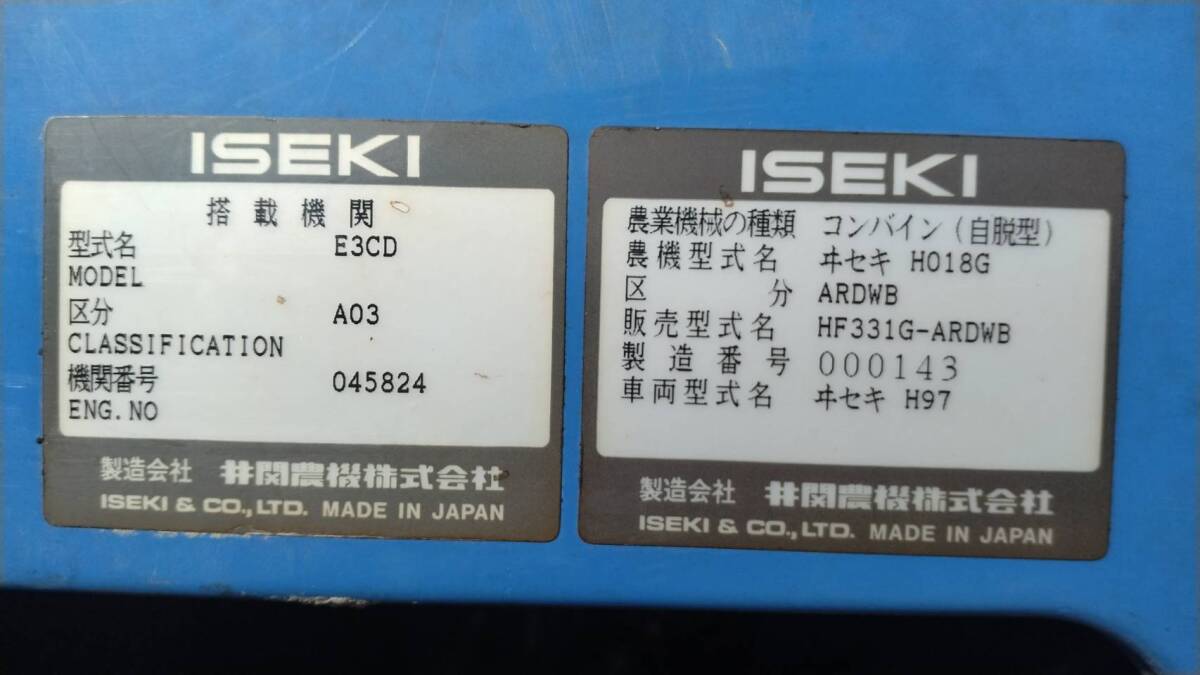 ISEKI
搭載機関
型式名 E3CD
MODEL
区分 A03
CLASSIFICATION
機関番号 045824
ENG.NO
製造会社 井関農機株式会社
ISEKI & CO., LTD. MADE IN JAPAN
ISEKI
農業機械の種類 コンバイン(自脱型)
農機型式名 ヰセキ H018G
区分 ARDWB
販売型式名 HF331G-ARDWB
製造番号 000143
車両型式名 ヰセキ H97
製造会社 井関農機株式会社
ISEKI & CO., LTD. MADE IN JAPAN